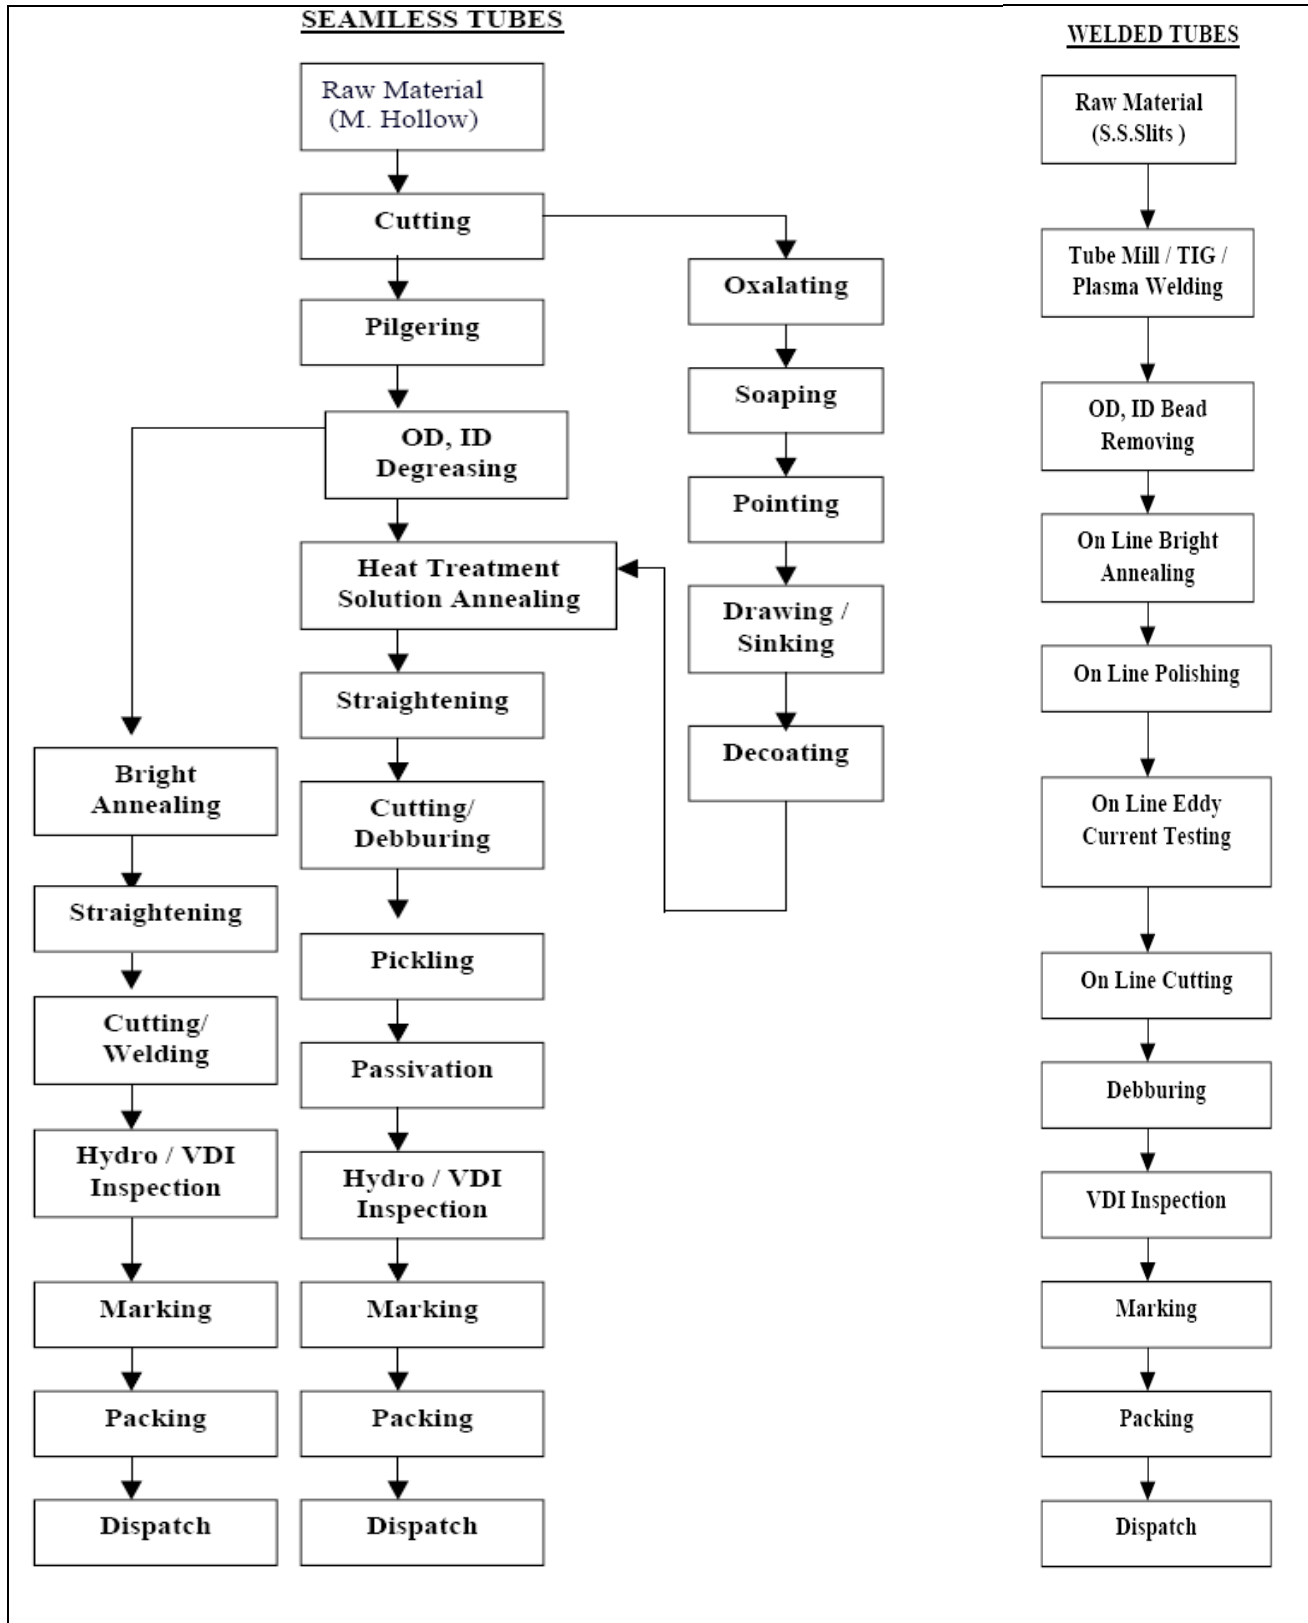 SEAMLESS TUBES
Raw Material
(M. Hollow)
Cutting
Pilgering
OD, ID
Degreasing
Heat Treatment
Solution Annealing
Straightening
Cutting/
Debburing
Pickling
Passivation
Hydro / VDI
Inspection
Marking
Packing
Dispatch
Bright
Annealing
Straightening
Cutting/
Welding
Hydro / VDI
Inspection
Marking
Packing
Dispatch
Oxalating
Soaping
Pointing
Drawing /
Sinking
Decoating
WELDED TUBES
Raw Material
(S.S.Slits )
Tube Mill / TIG /
Plasma Welding
OD, ID Bead
Removing
On Line Bright
Annealing
On Line Polishing
On Line Eddy
Current Testing
On Line Cutting
Debburing
VDI Inspection
Marking
Packing
Dispatch